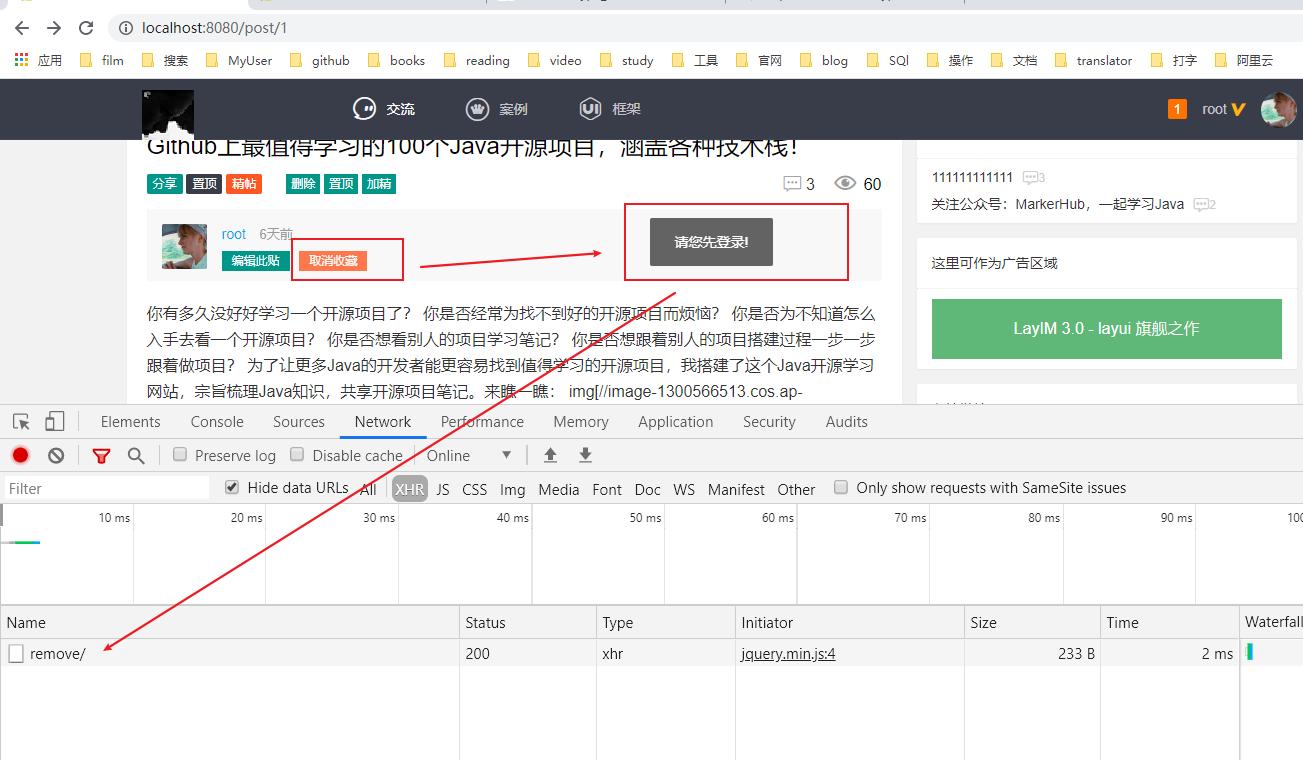 localhost:8080/post/1
应用 film 搜索 MyUser github books reading video study 工具 官网 blog SQl 操作 文档 translator 打字 阿里云
交流 案例 框架 1 root
Github上最值得学习的100个Java开源项目，涵盖各种技术栈！
分享 置顶 精帖 删除 置顶 加精 3 60
root 6天前
编辑此贴 取消收藏
请您先登录!
你有多久没好好学习一个开源项目了？ 你是否经常为找不到好的开源项目而烦恼？ 你是否为不知道怎么
入手去看一个开源项目？ 你是否想看别人的项目学习笔记？ 你是否想跟着别人的项目搭建过程一步一步
跟着做项目？ 为了让更多Java的开发者能更容易找到值得学习的开源项目，我搭建了这个Java开源学习
网站，宗旨梳理Java知识，共享开源项目笔记。来瞧一瞧： img[//image-1300566513.cos.ap-
111111111111 3
关注公众号：MarkerHub，一起学习Java 2
这里可作为广告区域
LayIM 3.0 - layui 旗舰之作
Elements Console Sources Network Performance Memory Application Security Audits
Preserve log Disable cache Online
Filter Hide data URLs All XHR JS CSS Img Media Font Doc WS Manifest Other Only show requests with SameSite issues
10 ms 20 ms 30 ms 40 ms 50 ms 60 ms 70 ms 80 ms 90 ms 100
Name Status Type Initiator Size Time Waterfall
remove/ 200 xhr jquery.min.js:4 233 B 2 ms